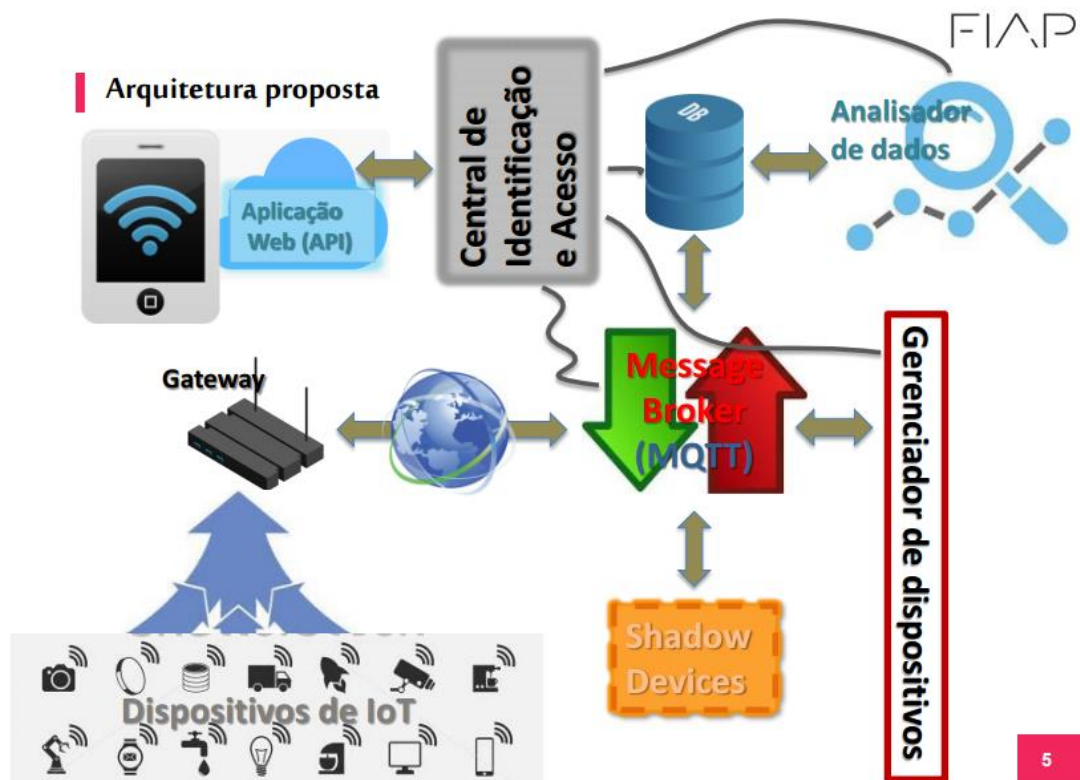 FIAP
Arquitetura proposta
Aplicação
Web (API)
Central de
Identificação
e Acesso
DB
Analisador
de dados
Gateway
Message
Broker
(MQTT)
Gerenciador de dispositivos
Shadow
Devices
Dispositivos de IoT
5